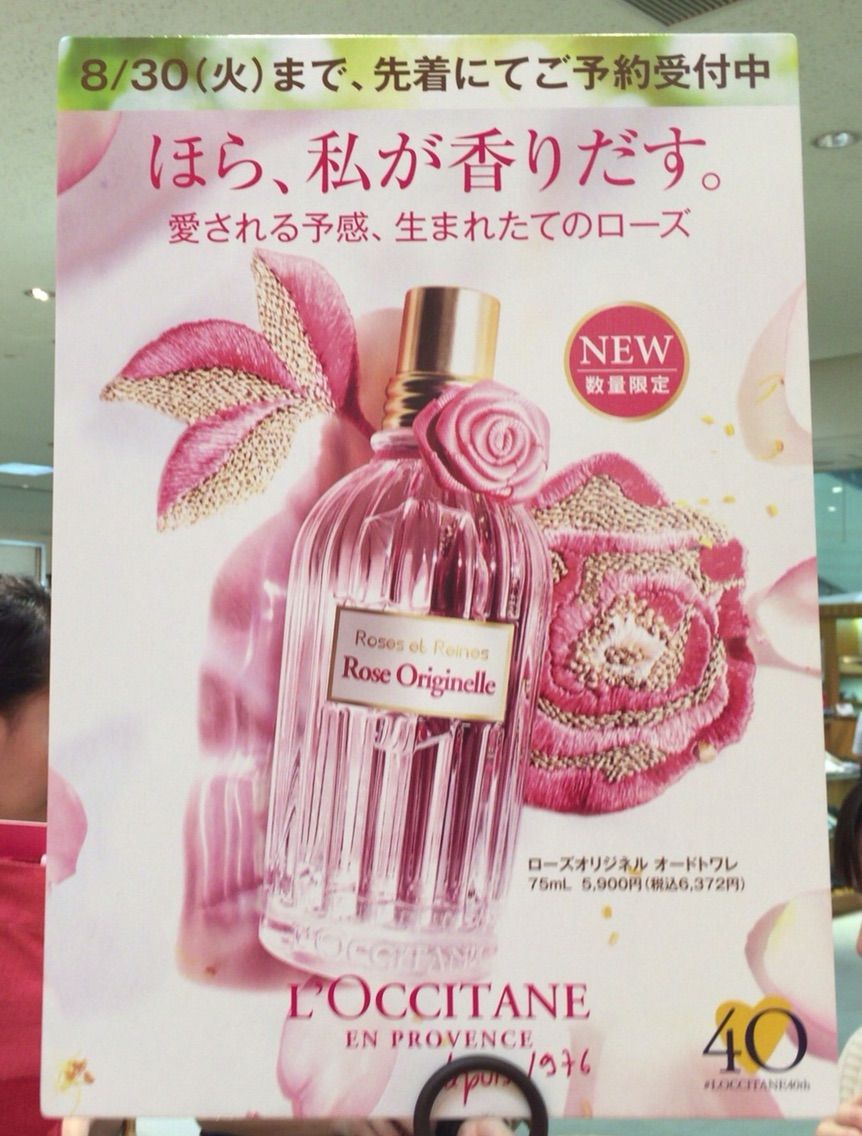 8/30(火)まで、先着にてご予約受付中
ほら、私が香りだす。
愛される予感、生まれたてのローズ
NEW
数量限定
Roses et Reines
Rose Originelle
ローズオリジネル オードトワレ
75mL 5,900円(税込6,372円)
L'OCCITANE
L'OCCITANE
EN PROVENCE
1976
40
#LOCCITANE40th